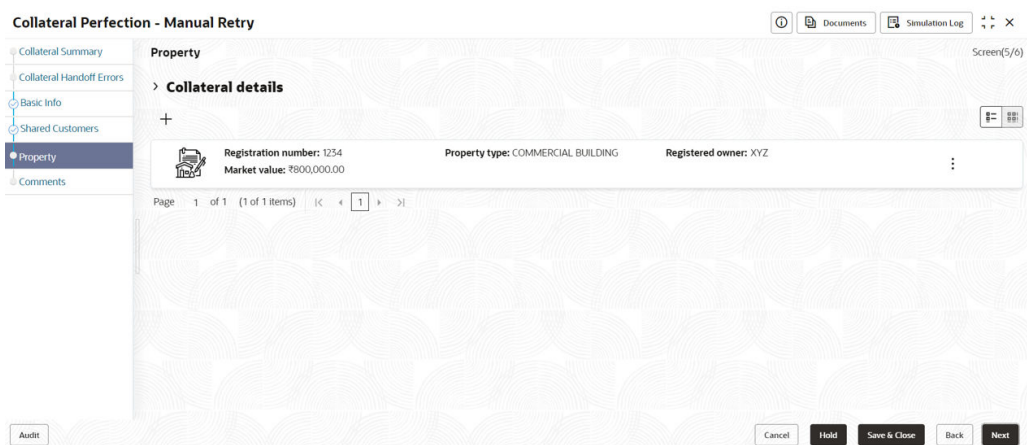 Collateral Perfection - Manual Retry
Documents
Simulation Log
Collateral Summary
Collateral Handoff Errors
Basic Info
Shared Customers
Property
Comments
Property
Screen(5/6)
Collateral details
Registration number: 1234
Property type: COMMERCIAL BUILDING
Registered owner: XYZ
Market value: ₹800,000.00
Page 1 of 1 (1 of 1 items) 1
Audit
Cancel
Hold
Save & Close
Back
Next